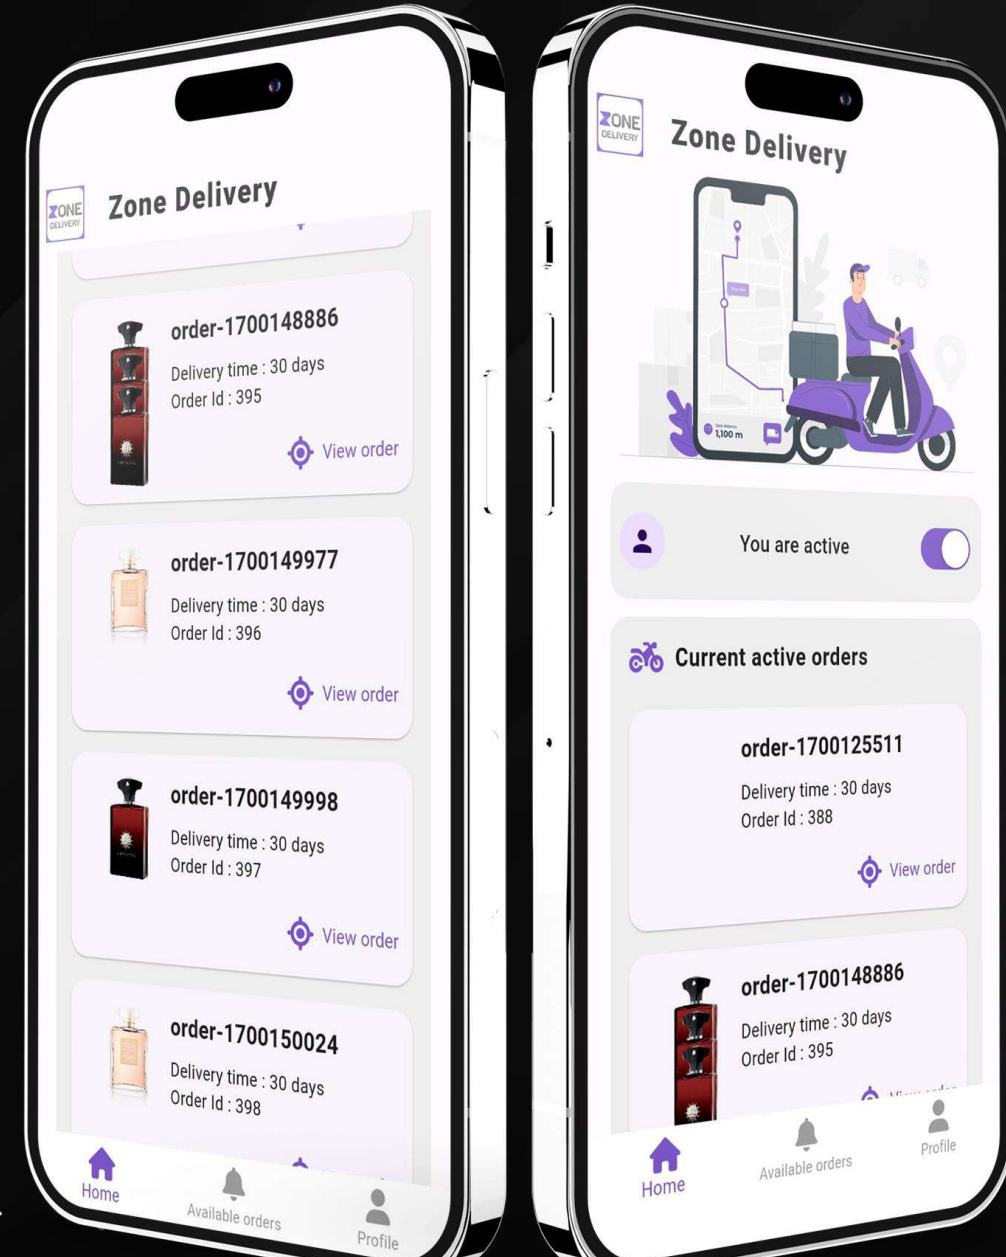 ZONE
DELIVERY
Zone Delivery
order-1700148886
Delivery time : 30 days
Order Id : 395
View order
order-1700149977
Delivery time : 30 days
Order Id : 396
View order
order-1700149998
Delivery time : 30 days
Order Id : 397
View order
order-1700150024
Delivery time : 30 days
Order Id : 398
Home
Available orders
Profile
ZONE
DELIVERY
Zone Delivery
1,100 m
You are active
Current active orders
order-1700125511
Delivery time : 30 days
Order Id : 388
View order
order-1700148886
Delivery time : 30 days
Order Id : 395
View order
Home
Available orders
Profile